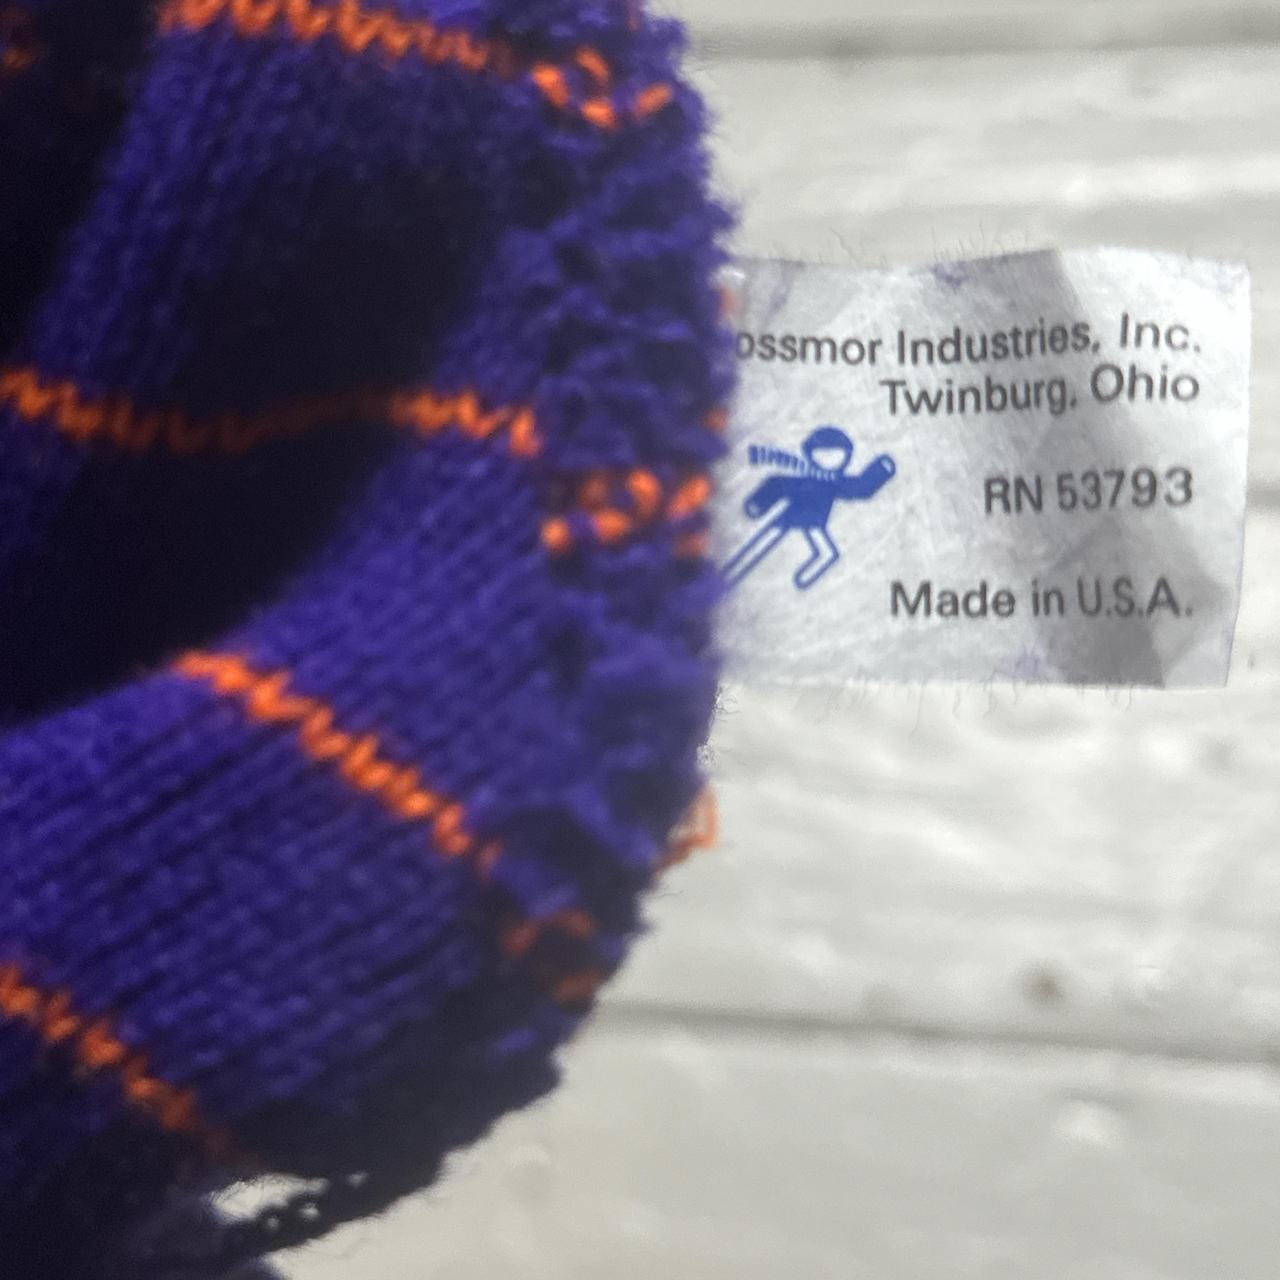 ossmor Industries, Inc.
Twinburg, Ohio
RN 53793
Made in U.S.A.